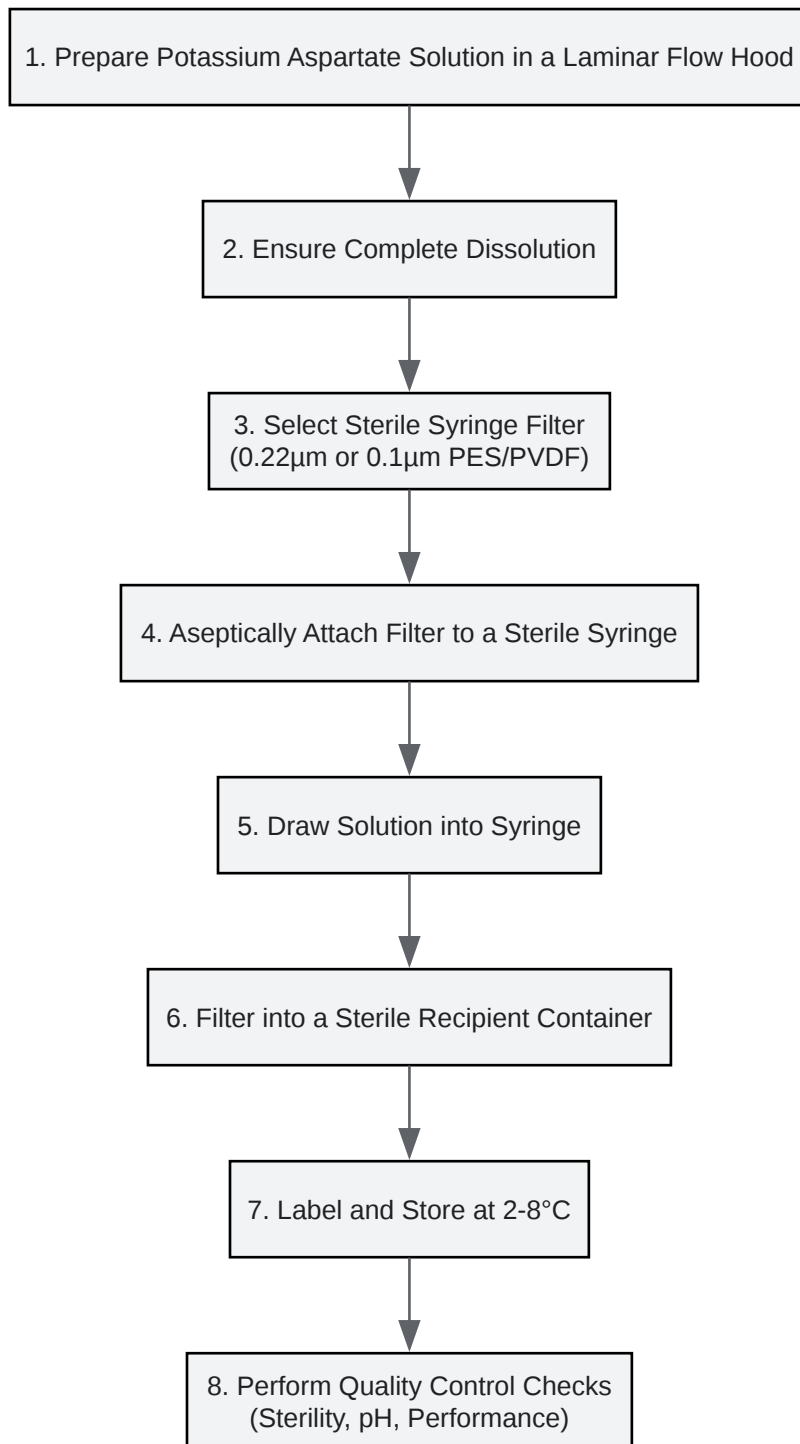 1. Prepare Potassium Aspartate Solution in a Laminar Flow Hood
2. Ensure Complete Dissolution
3. Select Sterile Syringe Filter
(0.22µm or 0.1µm PES/PVDF)
4. Aseptically Attach Filter to a Sterile Syringe
5. Draw Solution into Syringe
6. Filter into a Sterile Recipient Container
7. Label and Store at 2-8°C
8. Perform Quality Control Checks
(Sterility, pH, Performance)